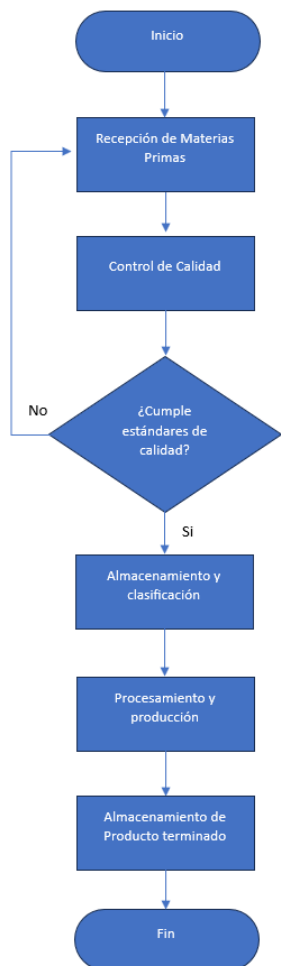 Inicio
Recepción de Materias
Primas
Control de Calidad
¿Cumple
estándares de
calidad?
No
Si
Almacenamiento y
clasificación
Procesamiento y
producción
Almacenamiento de
Producto terminado
Fin